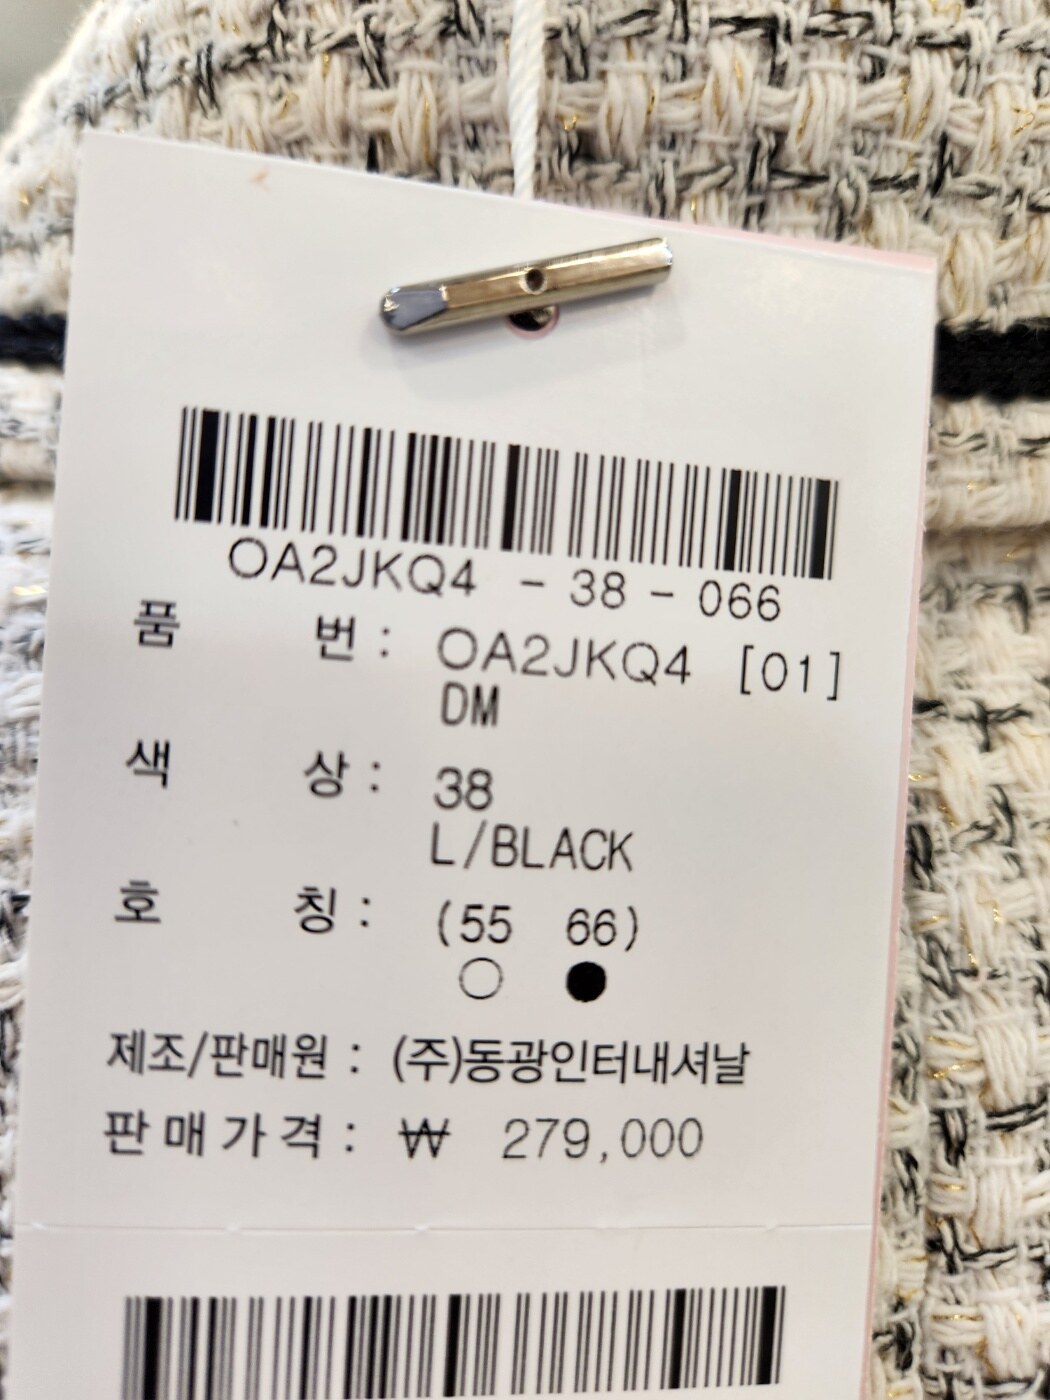 OA2JKQ4 - 38 - 066
품 번 : OA2JKQ4 [01]
DM
색 상 : 38
L/BLACK
호 칭 : (55 66)
○ ●
제조/판매원 : (주)동광인터내셔날
판매가격 : ₩ 279,000